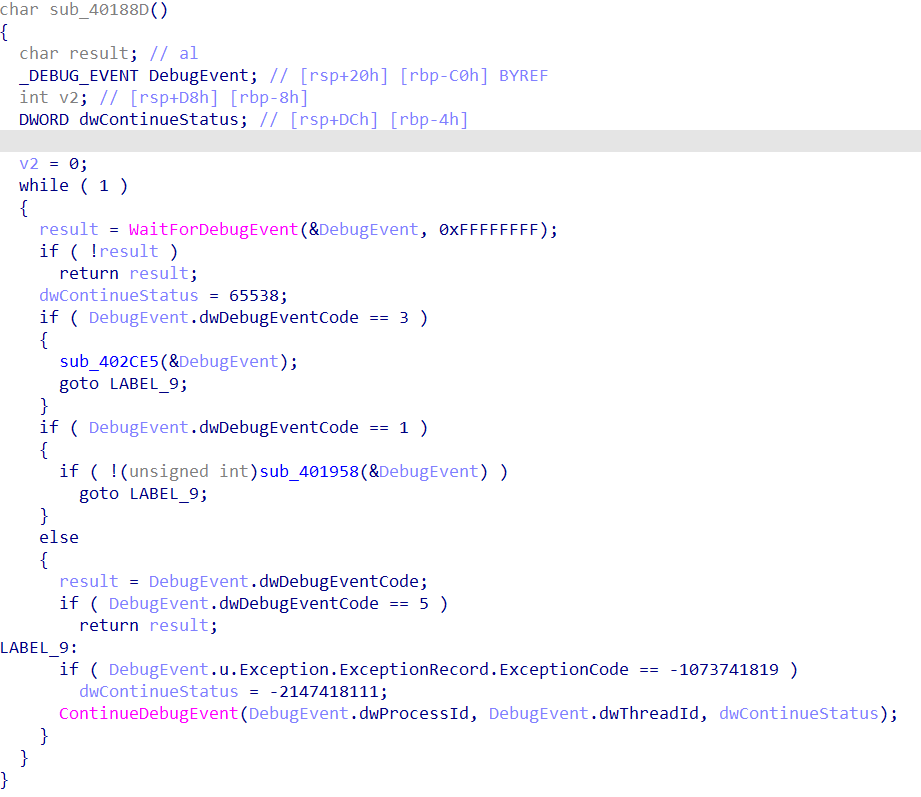 char sub_40188D()
{
  char result; // al
  _DEBUG_EVENT DebugEvent; // [rsp+20h] [rbp-C0h] BYREF
  int v2; // [rsp+D8h] [rbp-8h]
  DWORD dwContinueStatus; // [rsp+DCh] [rbp-4h]

  v2 = 0;
  while ( 1 )
  {
    result = WaitForDebugEvent(&DebugEvent, 0xFFFFFFFF);
    if ( !result )
      return result;
    dwContinueStatus = 65538;
    if ( DebugEvent.dwDebugEventCode == 3 )
    {
      sub_402CE5(&DebugEvent);
      goto LABEL_9;
    }
    if ( DebugEvent.dwDebugEventCode == 1 )
    {
      if ( !(unsigned int)sub_401958(&DebugEvent) )
        goto LABEL_9;
    }
    else
    {
      result = DebugEvent.dwDebugEventCode;
      if ( DebugEvent.dwDebugEventCode == 5 )
        return result;
LABEL_9:
      if ( DebugEvent.u.Exception.ExceptionRecord.ExceptionCode == -1073741819 )
        dwContinueStatus = -2147418111;
      ContinueDebugEvent(DebugEvent.dwProcessId, DebugEvent.dwThreadId, dwContinueStatus);
    }
  }
}